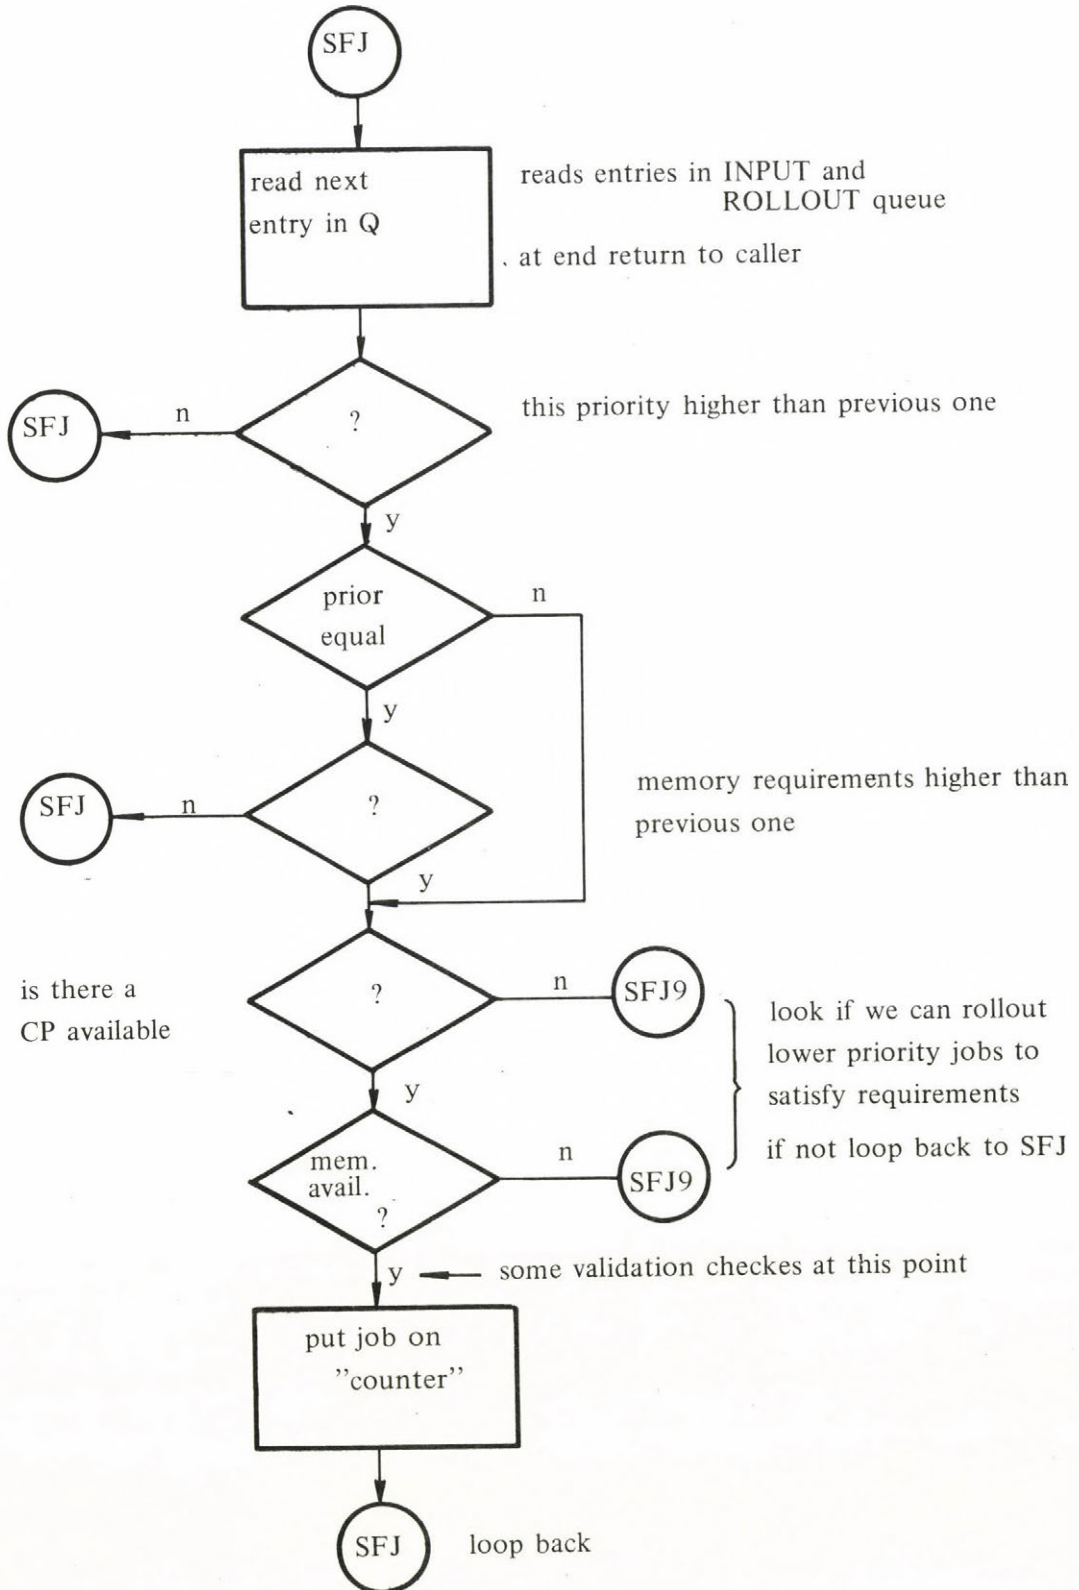 SFJ
read next
entry in Q
reads entries in INPUT and
ROLLOUT queue
. at end return to caller
SFJ
n
?
this priority higher than previous one
y
prior
equal
n
y
SFJ
n
?
memory requirements higher than
previous one
y
is there a
CP available
?
n
SFJ9
look if we can rollout
lower priority jobs to
satisfy requirements
if not loop back to SFJ
y
mem.
avail.
?
n
SFJ9
y
some validation checkes at this point
put job on
”counter”
SFJ
loop back